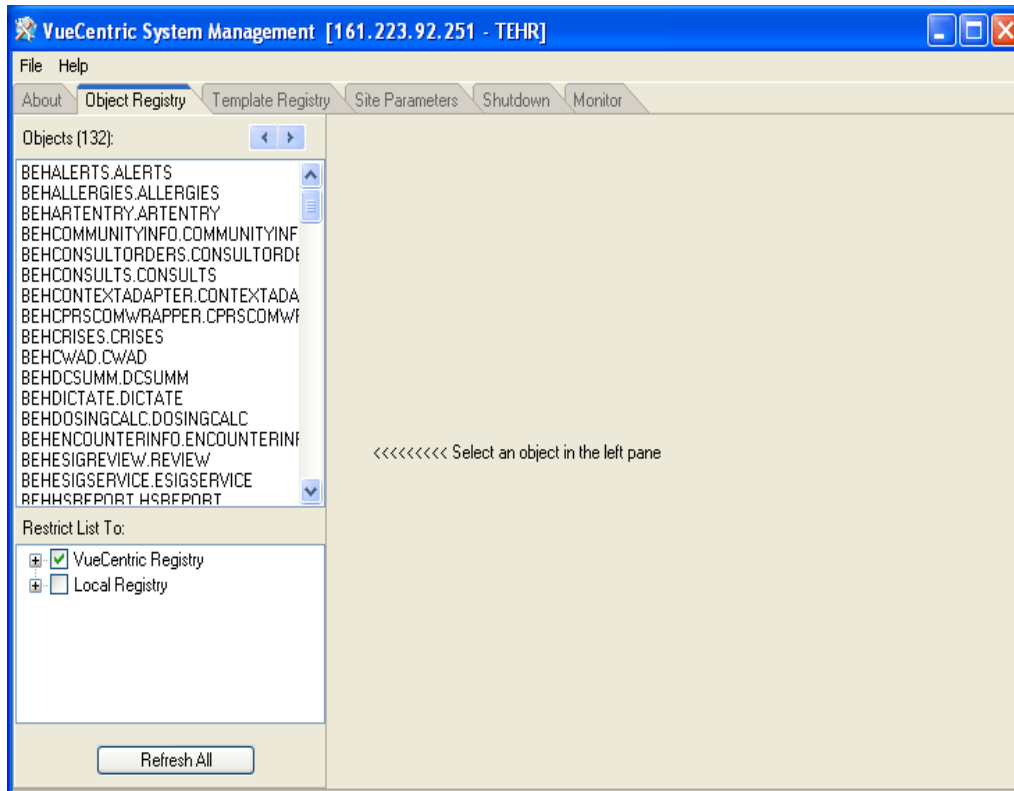 VueCentric System Management [161.223.92.251 - TEHR]
File Help
About Object Registry Template Registry Site Parameters Shutdown Monitor
Objects (132):
BEHALERTS.ALERTS
BEHALLERGIES.ALLERGIES
BEHARTENTRY.ARTENTRY
BEHCOMMUNITYINFO.COMMUNITYINF
BEHCONSULTORDERS.CONSULTORDE
BEHCONSULTS.CONSULTS
BEHCONTEXTADAPTER.CONTEXTADA
BEHCPRSCOMWRAPPER.CPRSCOMWR
BEHCRISES.CRISES
BEHCWAD.CWAD
BEHDCSUMM.DCSUMM
BEHDICTATE.DICTATE
BEHDOSINGCALC.DOSINGCALC
BEHENCOUNTERINFO.ENCOUNTERINF
BEHESIGREVIEW.REVIEW
BEHESIGSERVICE.ESIGSERVICE
BEHHSREPORT.HSREPORT
<<<<<<<<< Select an object in the left pane
Restrict List To:
VueCentric Registry
Local Registry
Refresh All